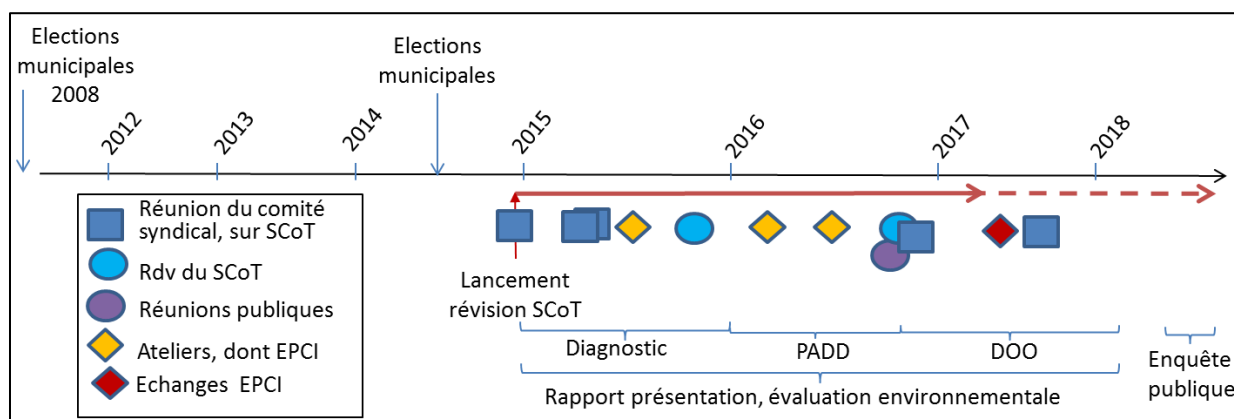 Elections
municipales
2008
Elections
municipales
2012
2013
2014
2015
2016
2017
2018
Réunion du comité
syndical, sur SCoT
Rdv du SCoT
Réunions publiques
Ateliers, dont EPCI
Echanges EPCI
Lancement
révision SCoT
Diagnostic
PADD
DOO
Rapport présentation, évaluation environnementale
Enquête
publique